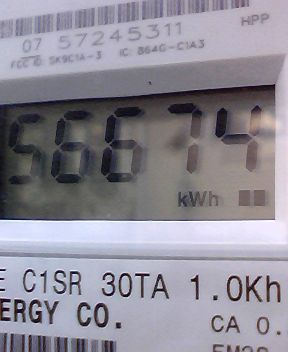 HPP
07 57245311
FCC ID: SK9C1A-3 IC: 864G-C1A3
56674
kWh
E C1SR 30TA 1.0Kh
ERGY CO.
CA 0.